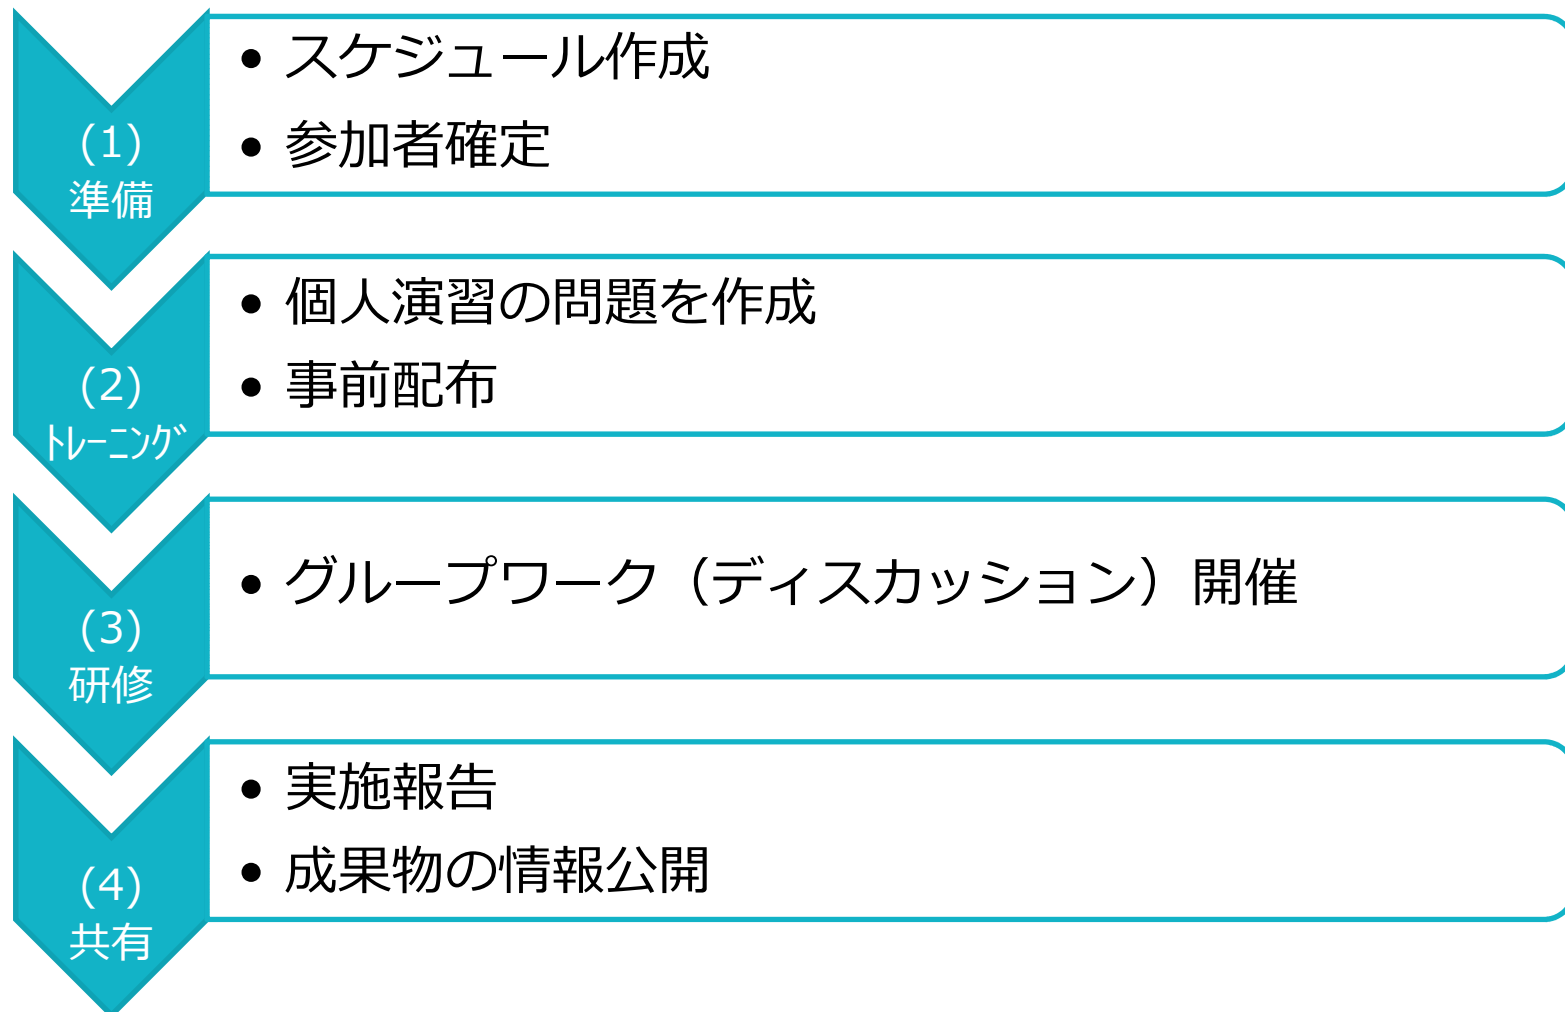 (1)
準備
• スケジュール作成
• 参加者確定
(2)
ﾄﾚｰﾆﾝｸﾞ
• 個人演習の問題を作成
• 事前配布
(3)
研修
• グループワーク（ディスカッション）開催
(4)
共有
• 実施報告
• 成果物の情報公開